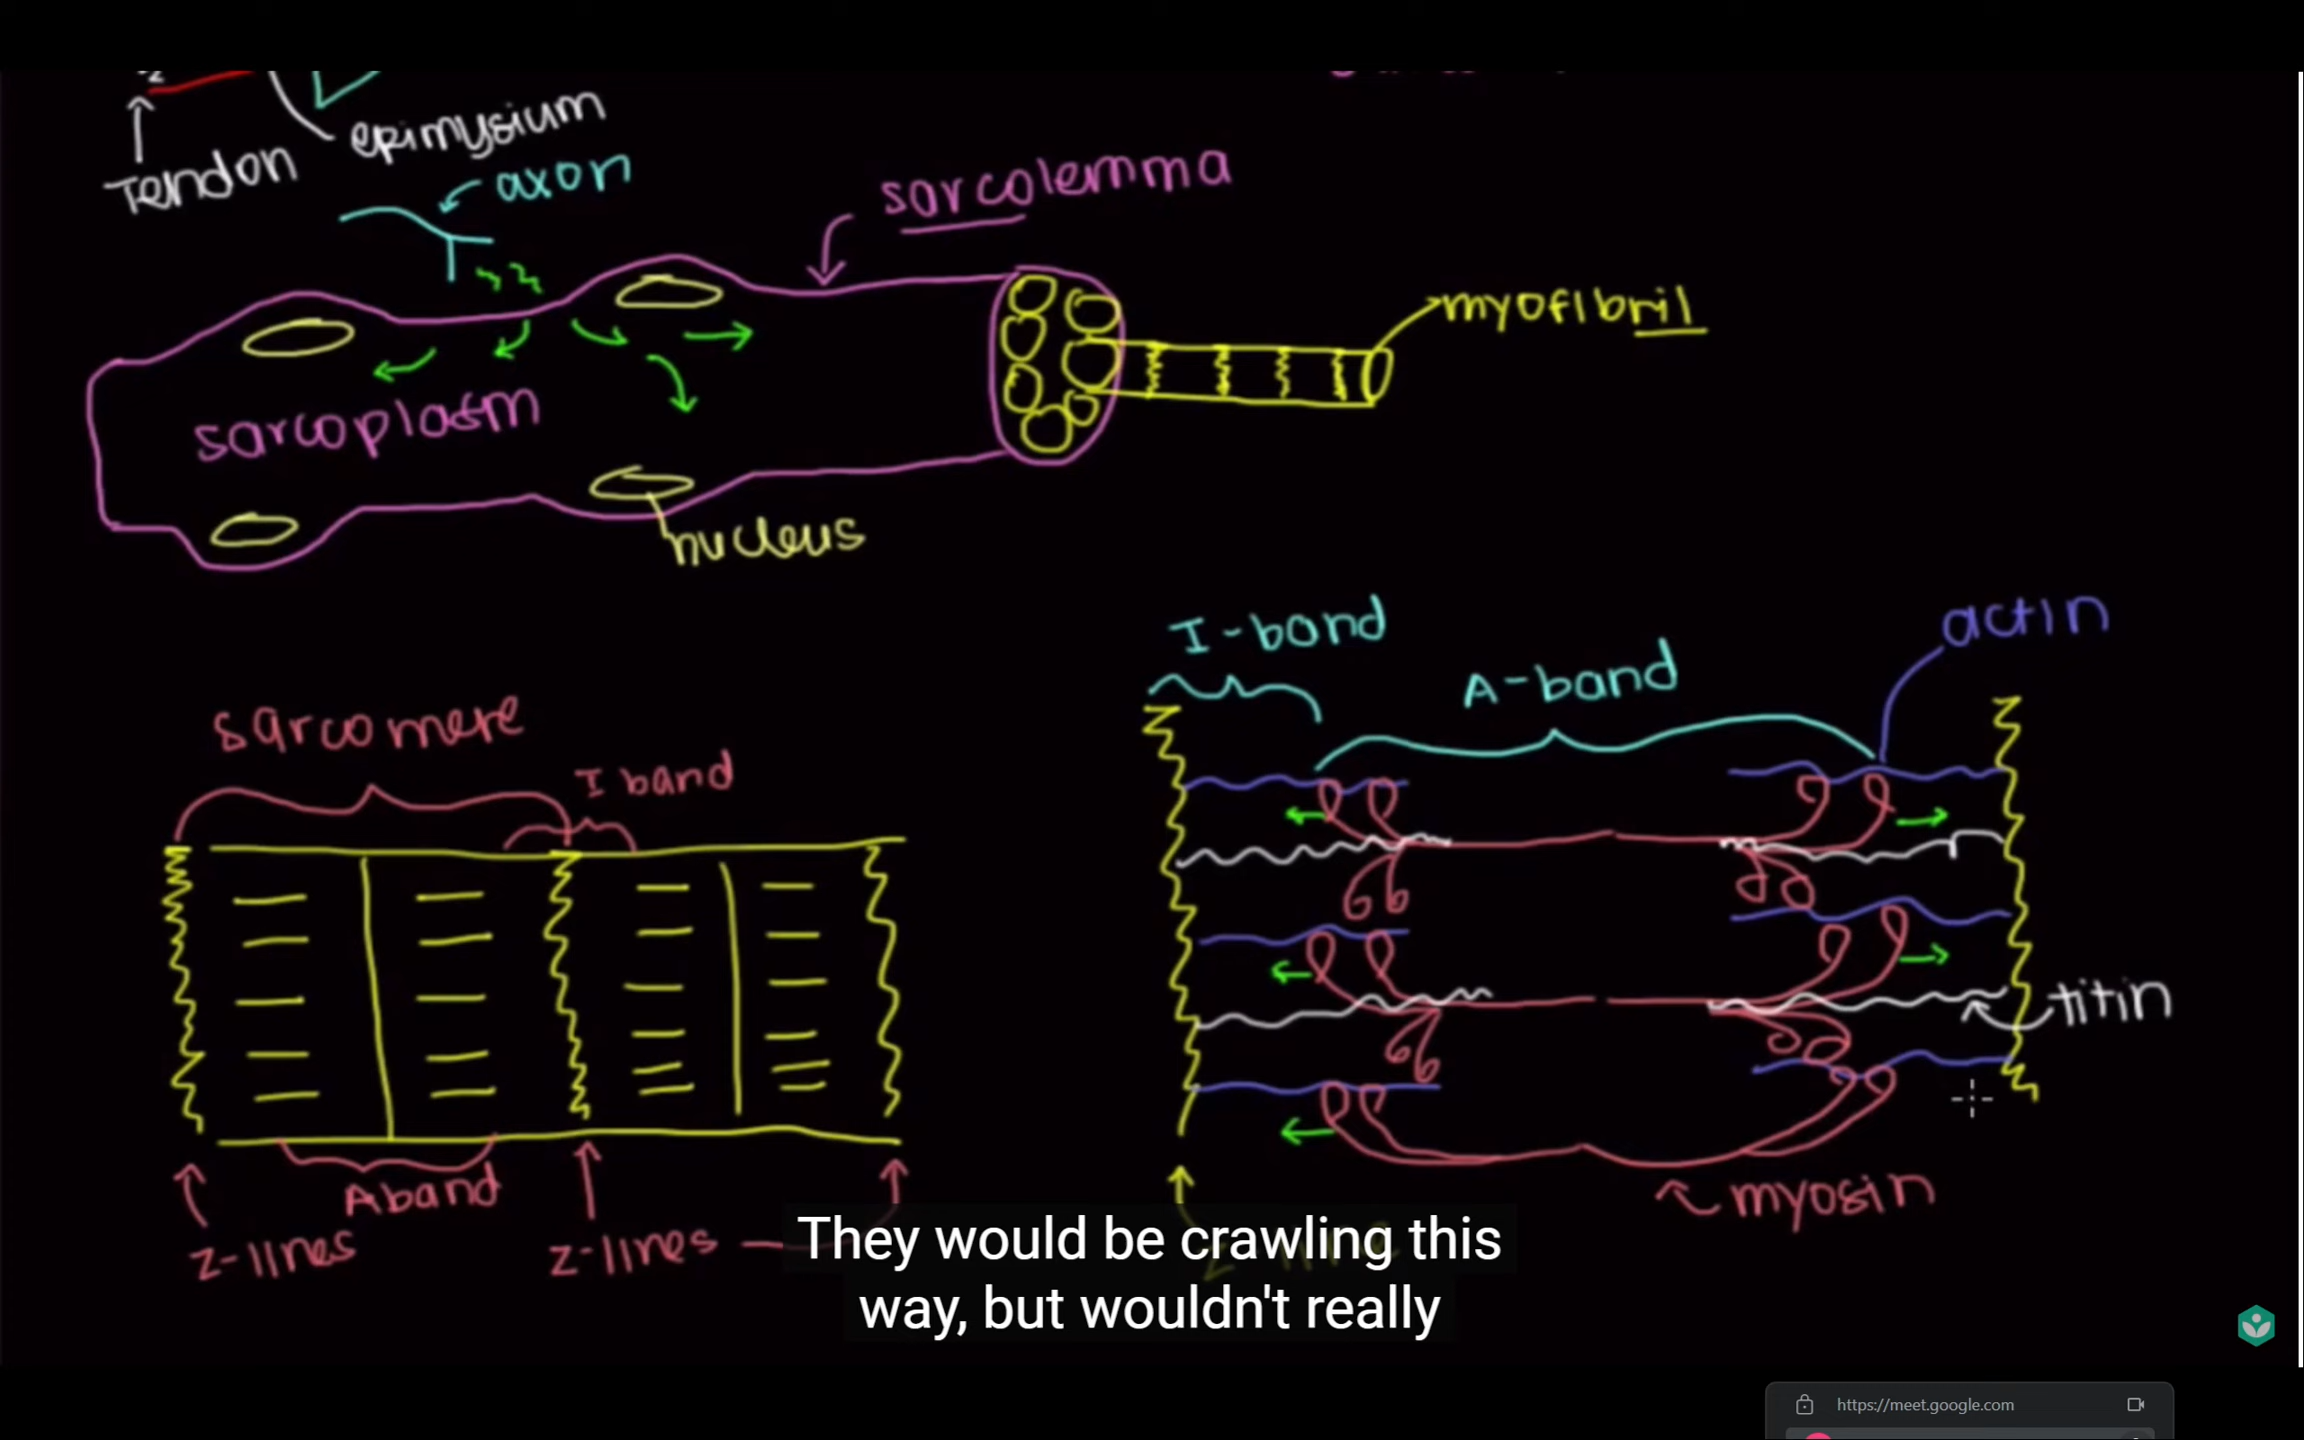 Tendon
epimysium
axon
sarcolemma
myofibril
sarcoplasm
nucleus
I-band
A-band
actin
sarcomere
I band
titin
A band
myosin
z-lines
z-lines
They would be crawling this
way, but wouldn't really
https://meet.google.com